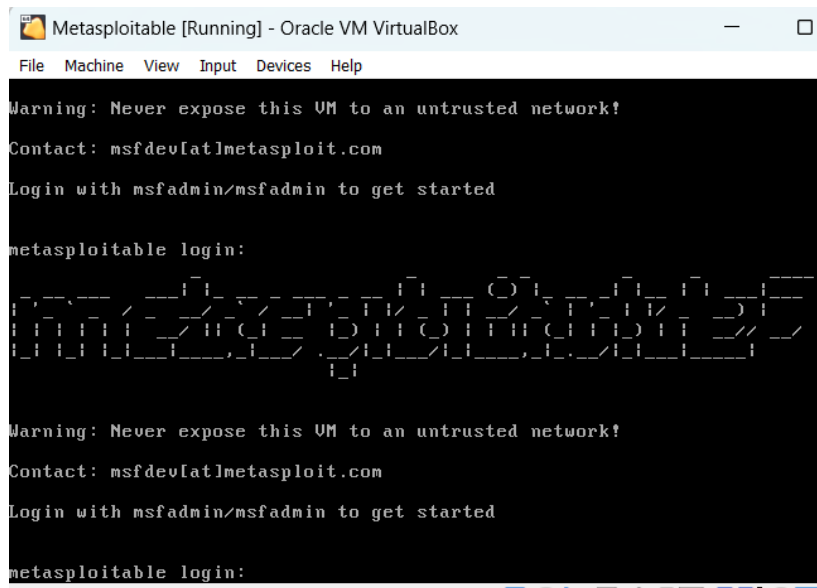 Metasploitable [Running] - Oracle VM VirtualBox
File Machine View Input Devices Help
Warning: Never expose this VM to an untrusted network!
Contact: msfdev[at]metasploit.com
Login with msfadmin/msfadmin to get started
metasploitable login:
metasploitable2
Warning: Never expose this VM to an untrusted network!
Contact: msfdev[at]metasploit.com
Login with msfadmin/msfadmin to get started
metasploitable login: